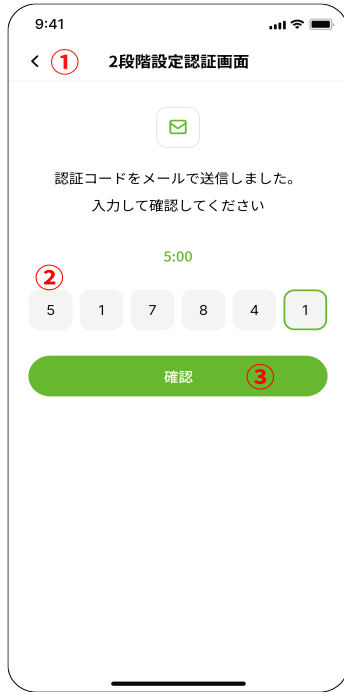 9:41
① 2段階設定認証画面
認証コードをメールで送信しました。
入力して確認してください
5:00
②
5 1 7 8 4 1
確認 ③